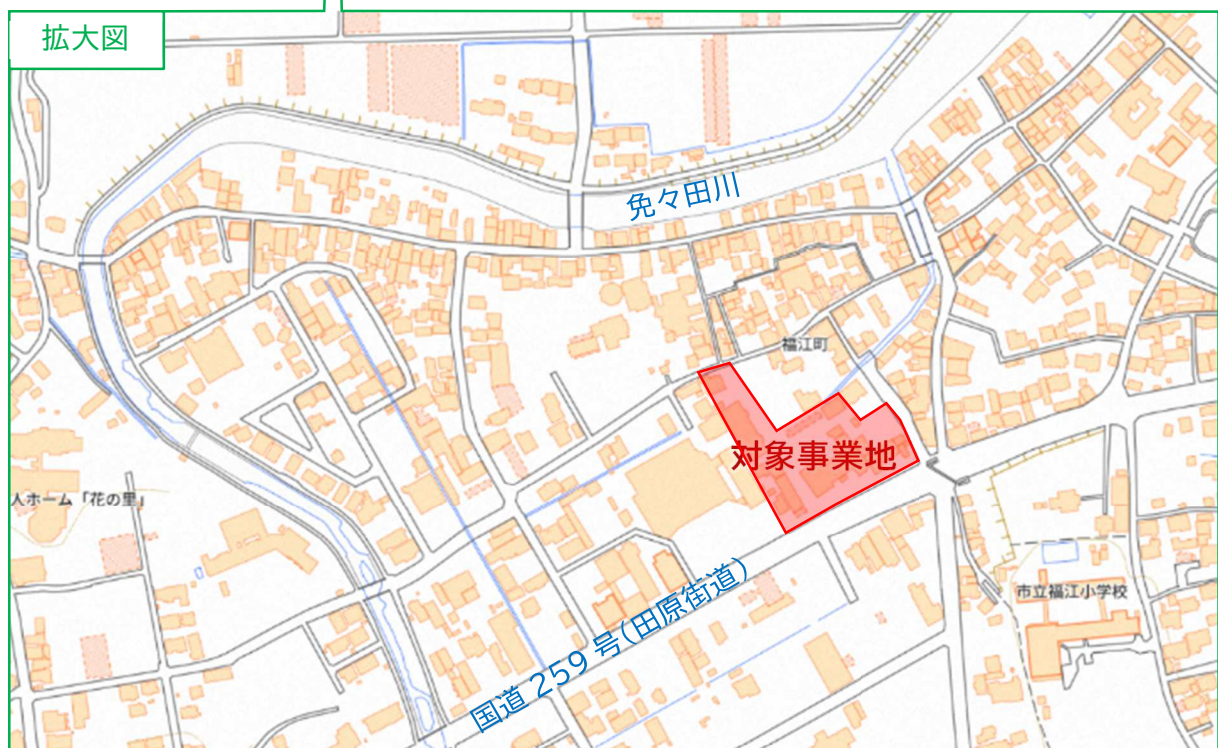 拡大図
免々田川
福江町
対象事業地
人ホーム「花の里」
市立福江小学校
国道 259 号(田原街道)